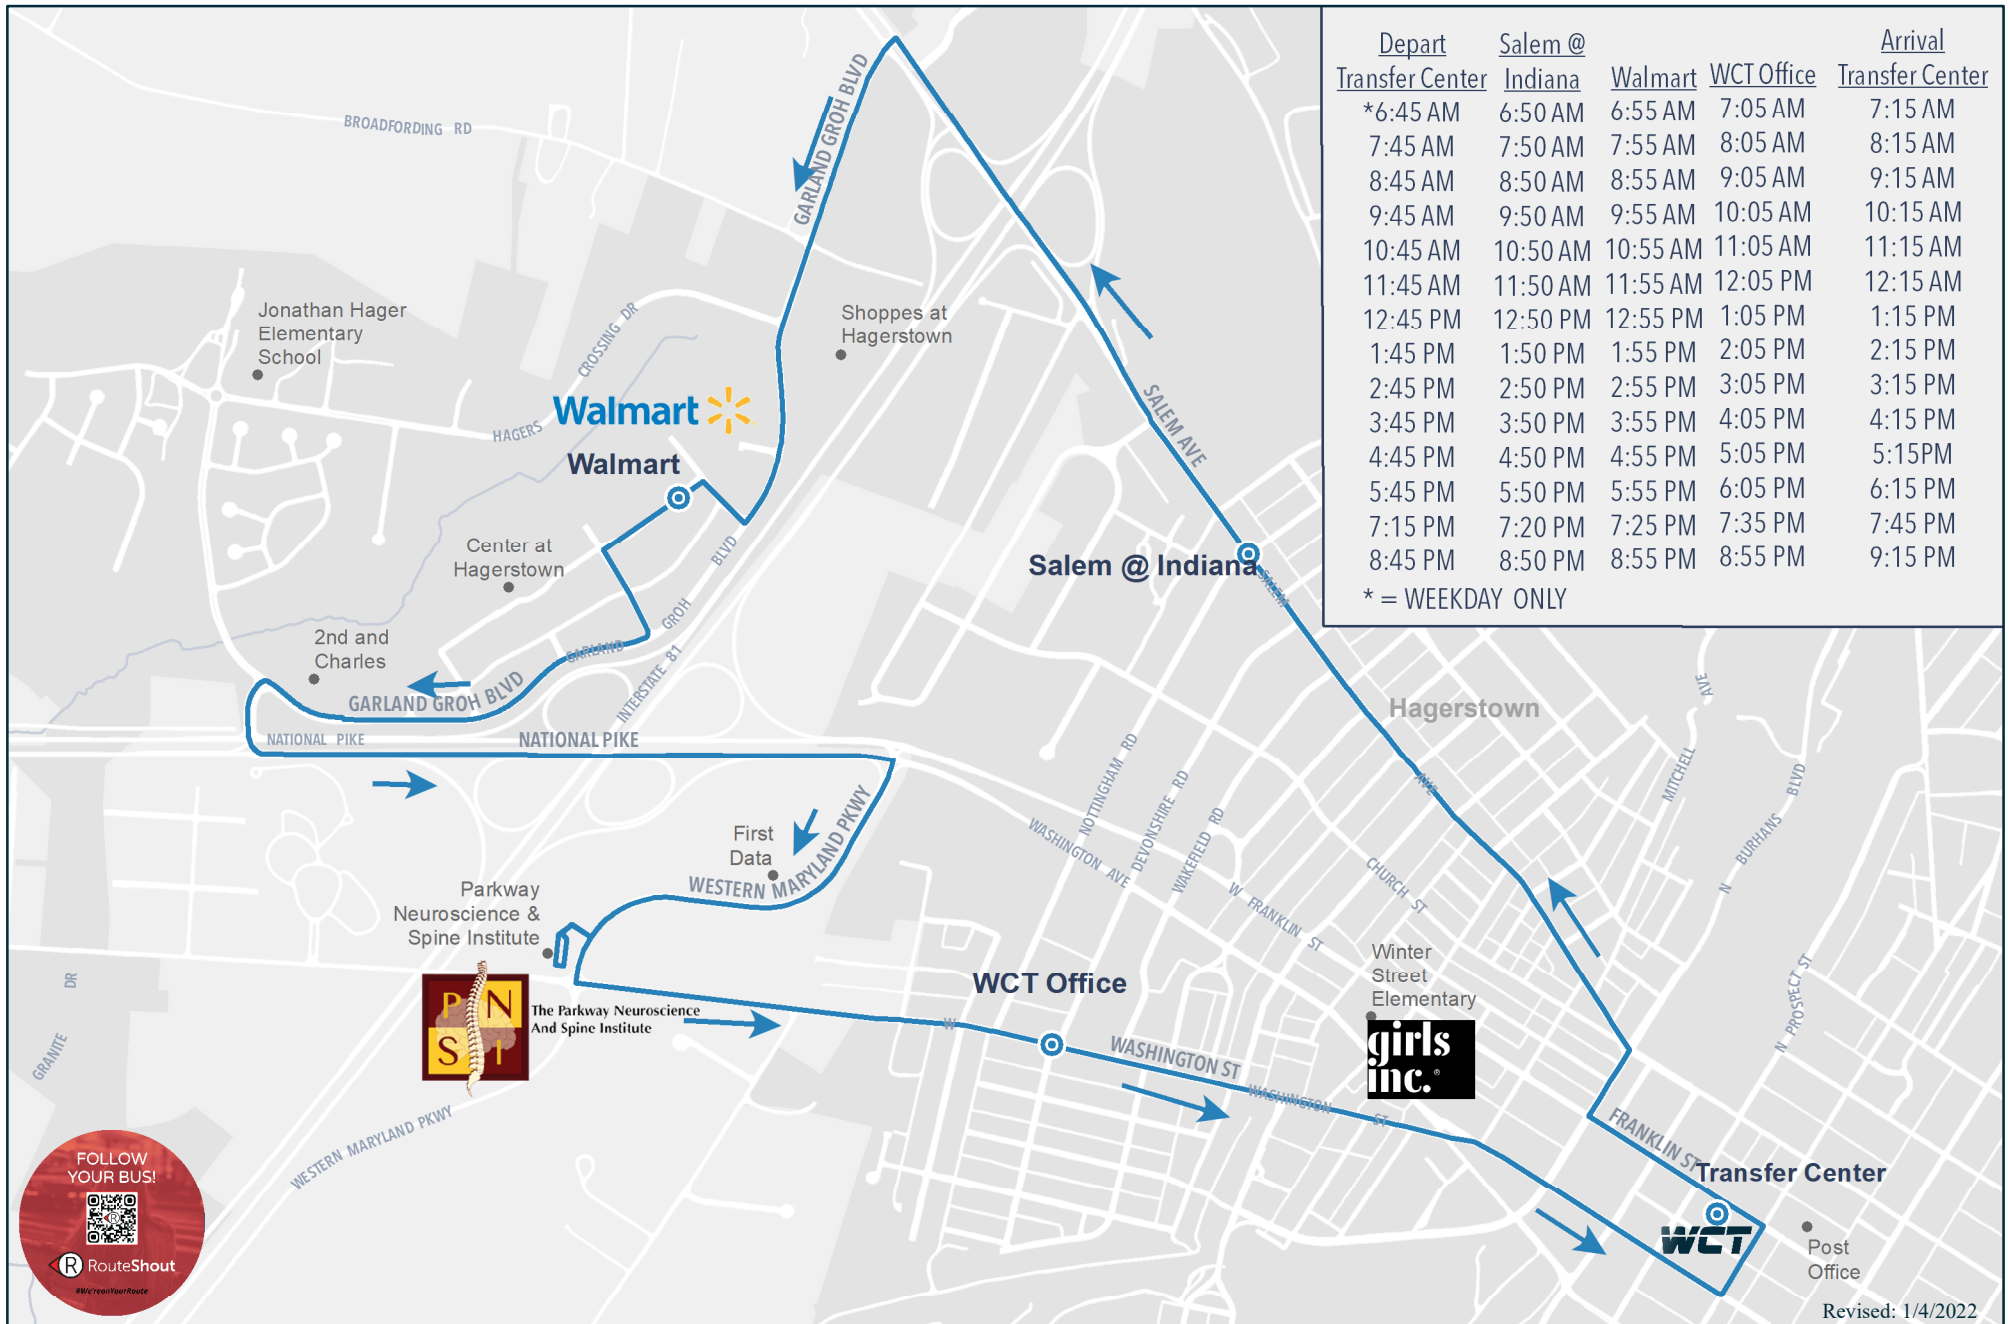 Depart Transfer Center	Salem @ Indiana	Walmart	WCT Office	Arrival Transfer Center
*6:45 AM	6:50 AM	6:55 AM	7:05 AM	7:15 AM
7:45 AM	7:50 AM	7:55 AM	8:05 AM	8:15 AM
8:45 AM	8:50 AM	8:55 AM	9:05 AM	9:15 AM
9:45 AM	9:50 AM	9:55 AM	10:05 AM	10:15 AM
10:45 AM	10:50 AM	10:55 AM	11:05 AM	11:15 AM
11:45 AM	11:50 AM	11:55 AM	12:05 PM	12:15 AM
12:45 PM	12:50 PM	12:55 PM	1:05 PM	1:15 PM
1:45 PM	1:50 PM	1:55 PM	2:05 PM	2:15 PM
2:45 PM	2:50 PM	2:55 PM	3:05 PM	3:15 PM
3:45 PM	3:50 PM	3:55 PM	4:05 PM	4:15 PM
4:45 PM	4:50 PM	4:55 PM	5:05 PM	5:15PM
5:45 PM	5:50 PM	5:55 PM	6:05 PM	6:15 PM
7:15 PM	7:20 PM	7:25 PM	7:35 PM	7:45 PM
8:45 PM	8:50 PM	8:55 PM	8:55 PM	9:15 PM
* = WEEKDAY ONLY
BROADFORDING RD
GARLAND GROH BLVD
Jonathan Hager
Elementary
School
CROSSING DR
HAGERS
Shoppes at
Hagerstown
Walmart
Walmart
SALEM AVE
Center at
Hagerstown
BLVD
GROH
GARLAND
INTERSTATE 81
Salem @ Indiana
SALEM
AVE
2nd and
Charles
GARLAND GROH BLVD
NATIONAL PIKE
NATIONAL PIKE
Hagerstown
AVE
MITCHELL
N BURHANS BLVD
NOTTINGHAM RD
DEVONSHIRE RD
WAKEFIELD RD
WASHINGTON AVE
W FRANKLIN ST
CHURCH ST
N PROSPECT ST
First
Data
WESTERN MARYLAND PKWY
Parkway
Neuroscience &
Spine Institute
P N
S I
The Parkway Neuroscience
And Spine Institute
WCT Office
W
WASHINGTON ST
WASHINGTON
ST
Winter
Street
Elementary
girls
inc.®
GRANITE DR
WESTERN MARYLAND PKWY
FRANKLIN ST
Transfer Center
WCT
Post
Office
FOLLOW
YOUR BUS!
R
R RouteShout
#We'reonYourRoute
Revised: 1/4/2022